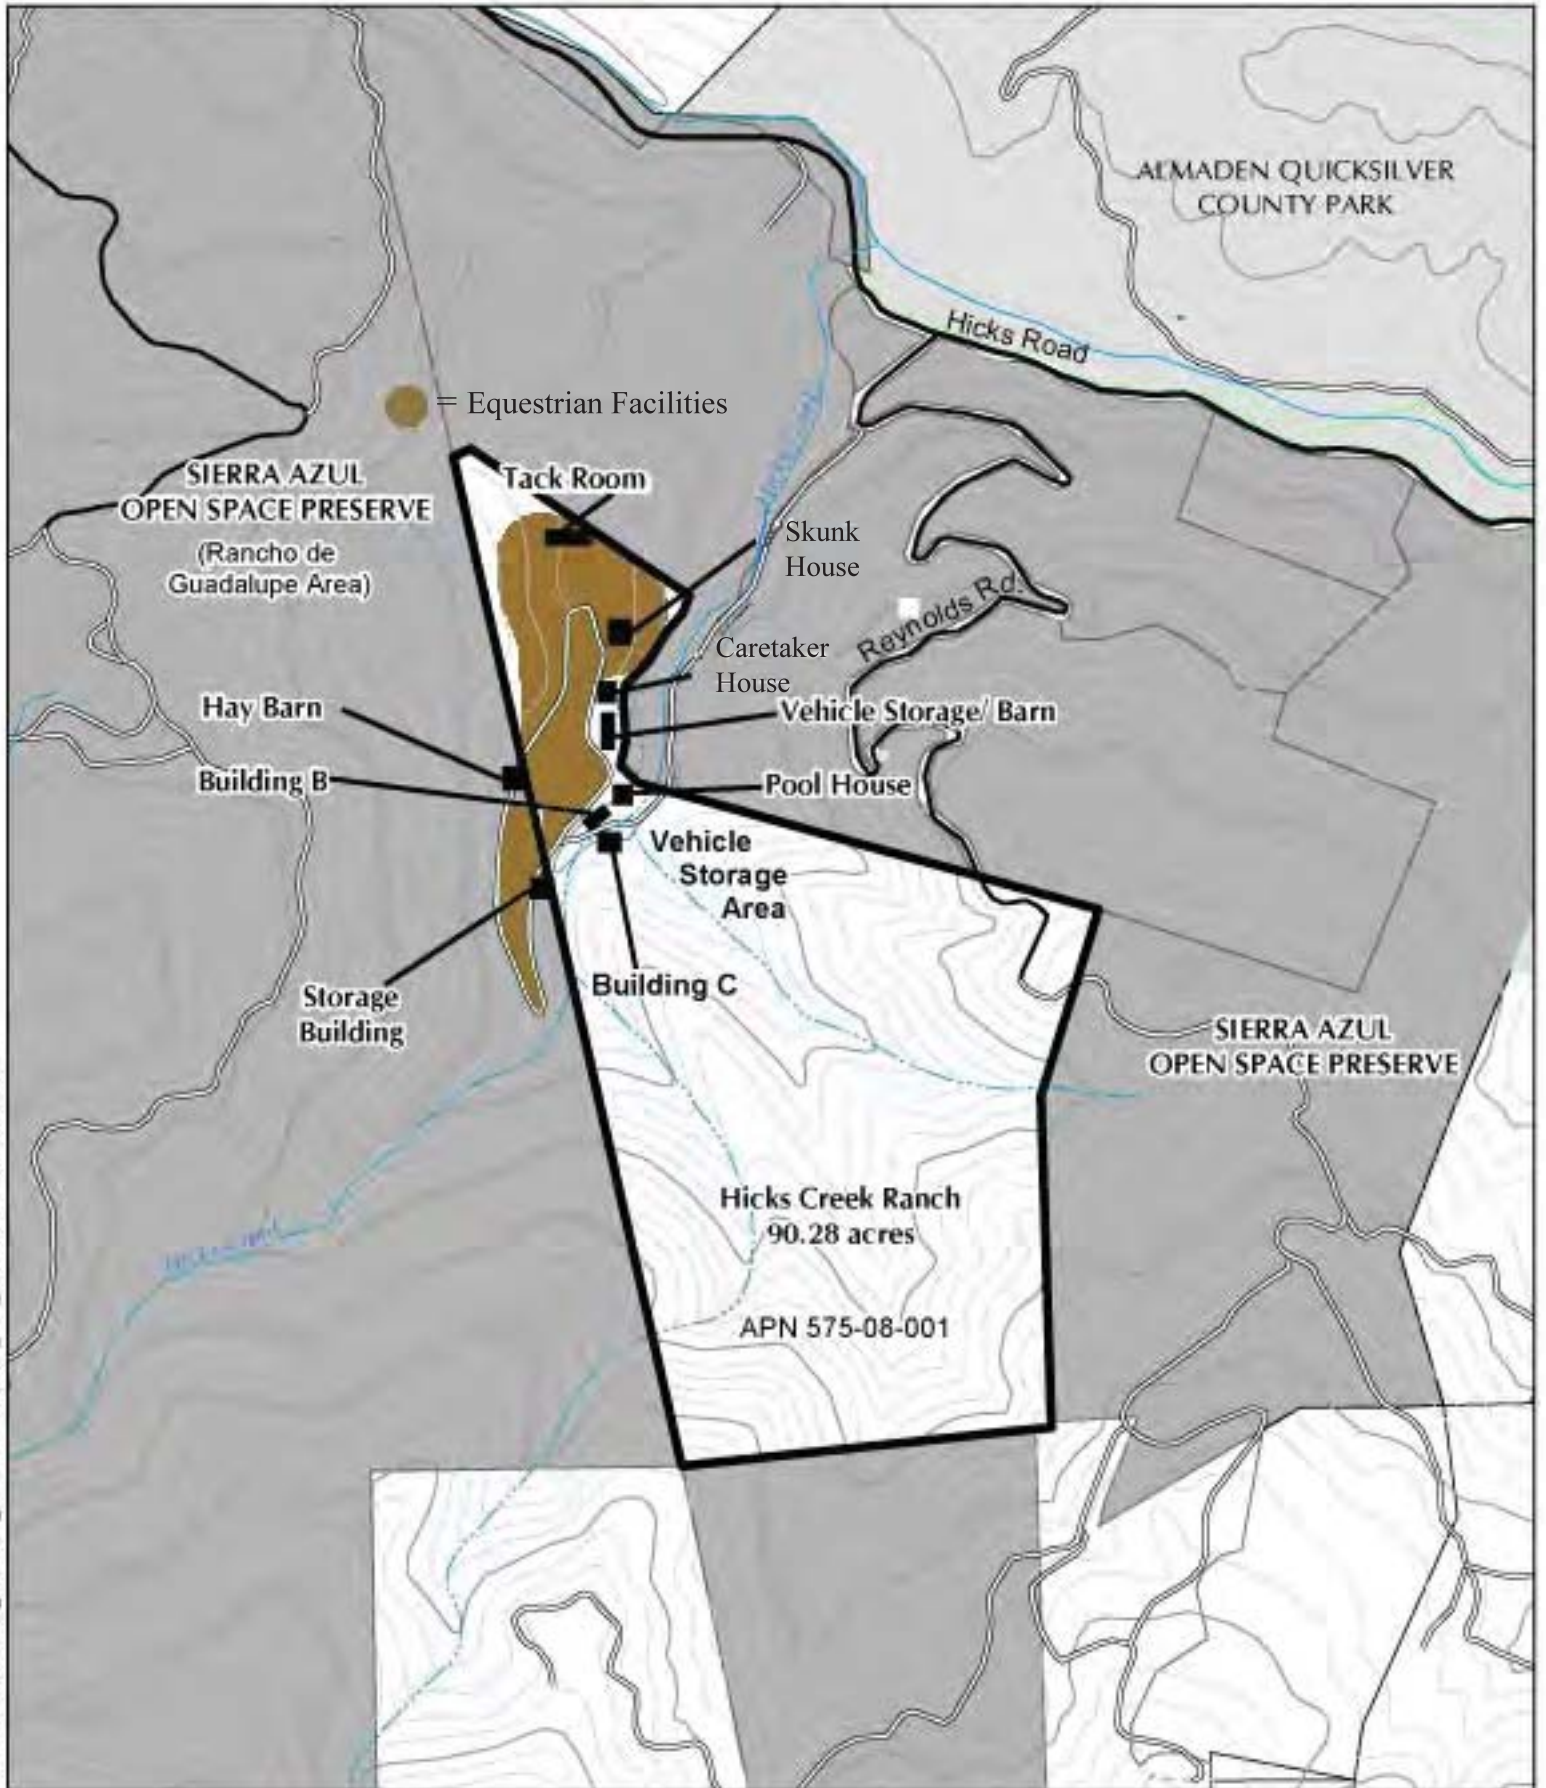 ALMADEN QUICKSILVER
COUNTY PARK
Hicks Road
= Equestrian Facilities
SIERRA AZUL
OPEN SPACE PRESERVE
(Rancho de
Guadalupe Area)
Tack Room
Skunk
House
Reynolds Rd.
Caretaker
House
Hay Barn
Vehicle Storage/ Barn
Building B
Pool House
Vehicle
Storage
Area
Storage
Building
Building C
SIERRA AZUL
OPEN SPACE PRESERVE
Hicks Creek Ranch
90.28 acres
APN 575-08-001